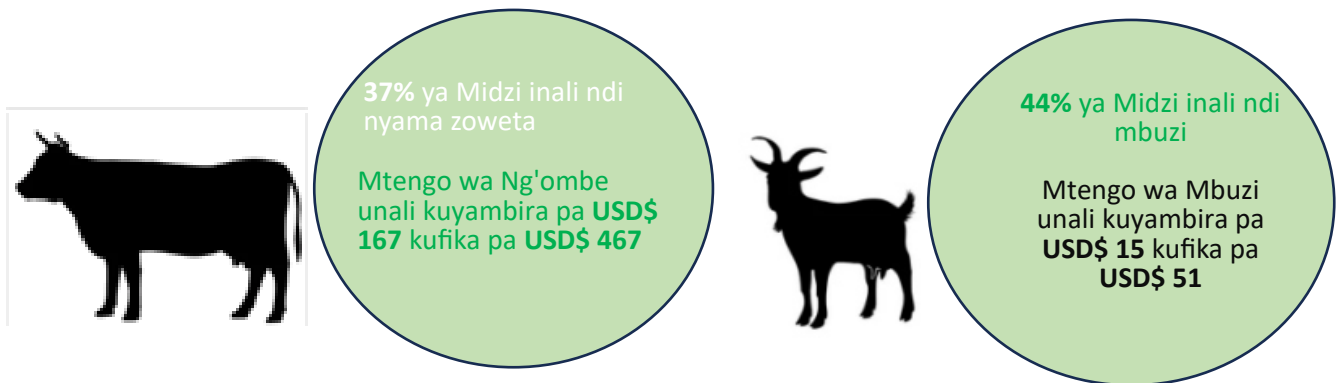 37% ya Midzi inali ndi
nyama zoweta
Mtengo wa Ng'ombe
unali kuyambira pa USD$
167 kufika pa USD$ 467
44% ya Midzi inali ndi
mbuzi
Mtengo wa Mbuzi
unali kuyambira pa
USD$ 15 kufika pa
USD$ 51